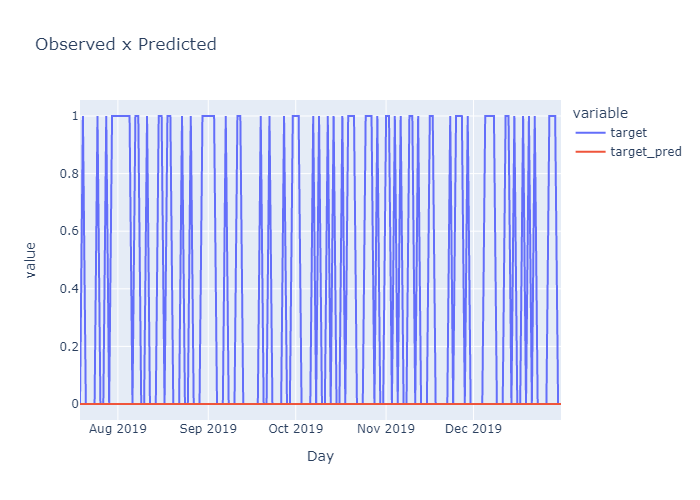 Observed x Predicted
variable
target
target_pred
value
1
0.8
0.6
0.4
0.2
0
Aug 2019
Sep 2019
Oct 2019
Nov 2019
Dec 2019
Day